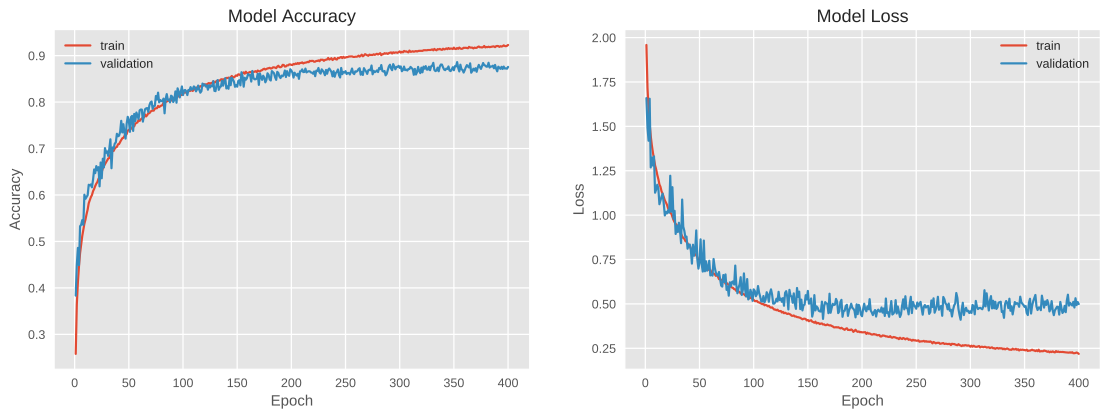 Model Accuracy
train
validation
0.9
0.8
0.7
0.6
0.5
0.4
0.3
Accuracy
0 50 100 150 200 250 300 350 400
Epoch
Model Loss
train
validation
2.00
1.75
1.50
1.25
1.00
0.75
0.50
0.25
Loss
0 50 100 150 200 250 300 350 400
Epoch